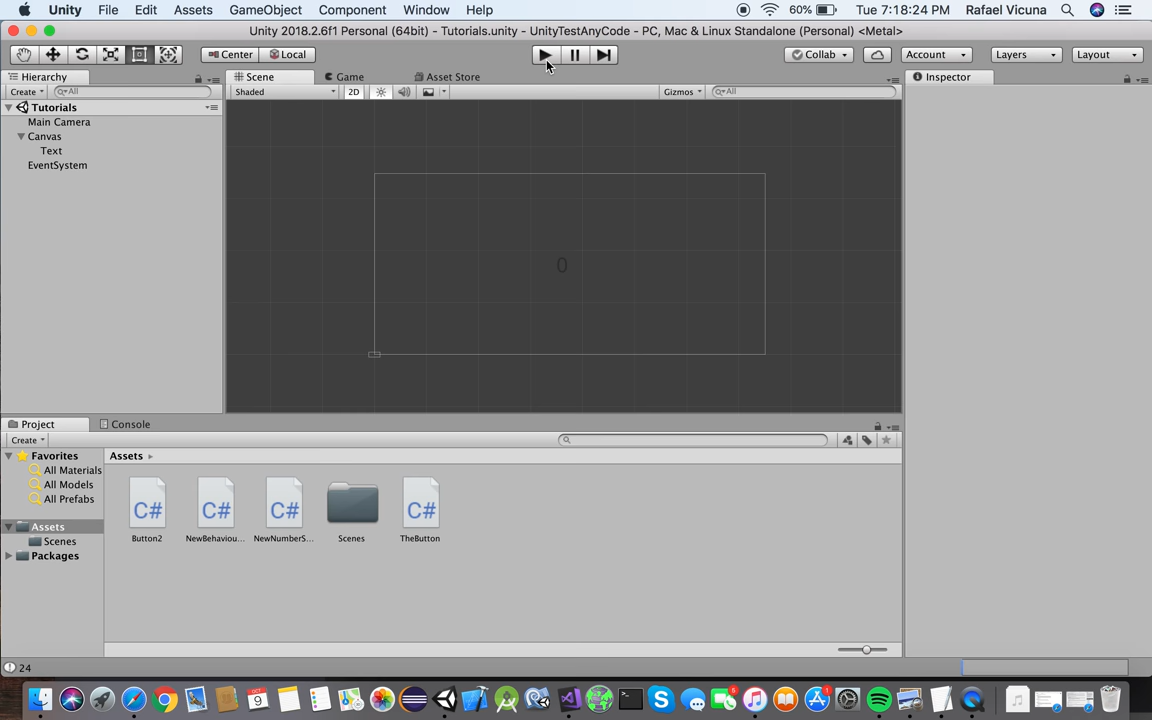 Unity File Edit Assets GameObject Component Window Help 60% Tue 7:18:24 PM Rafael Vicuna
Unity 2018.2.6f1 Personal (64bit) - Tutorials.unity - UnityTestAnyCode - PC, Mac & Linux Standalone (Personal) <Metal>
Center Local Collab Account Layers Layout
Hierarchy Scene Game Asset Store Inspector
Create All Shaded 2D Gizmos All
Tutorials
Main Camera
Canvas
Text
EventSystem
0
Project Console
Create
Favorites Assets
All Materials
All Models
All Prefabs
Assets
Scenes
Packages
C# C# C# C#
Button2 NewBehaviou... NewNumberS... Scenes TheButton
24